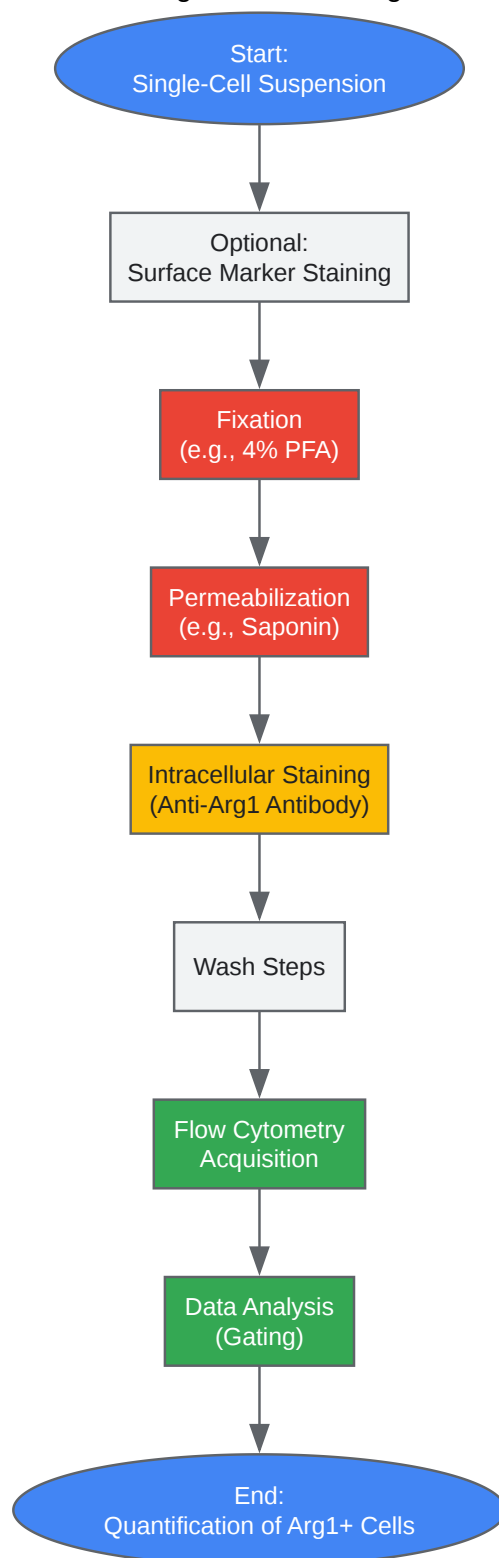 Start:
Single-Cell Suspension
Optional:
Surface Marker Staining
Fixation
(e.g., 4% PFA)
Permeabilization
(e.g., Saponin)
Intracellular Staining
(Anti-Arg1 Antibody)
Wash Steps
Flow Cytometry
Acquisition
Data Analysis
(Gating)
End:
Quantification of Arg1+ Cells